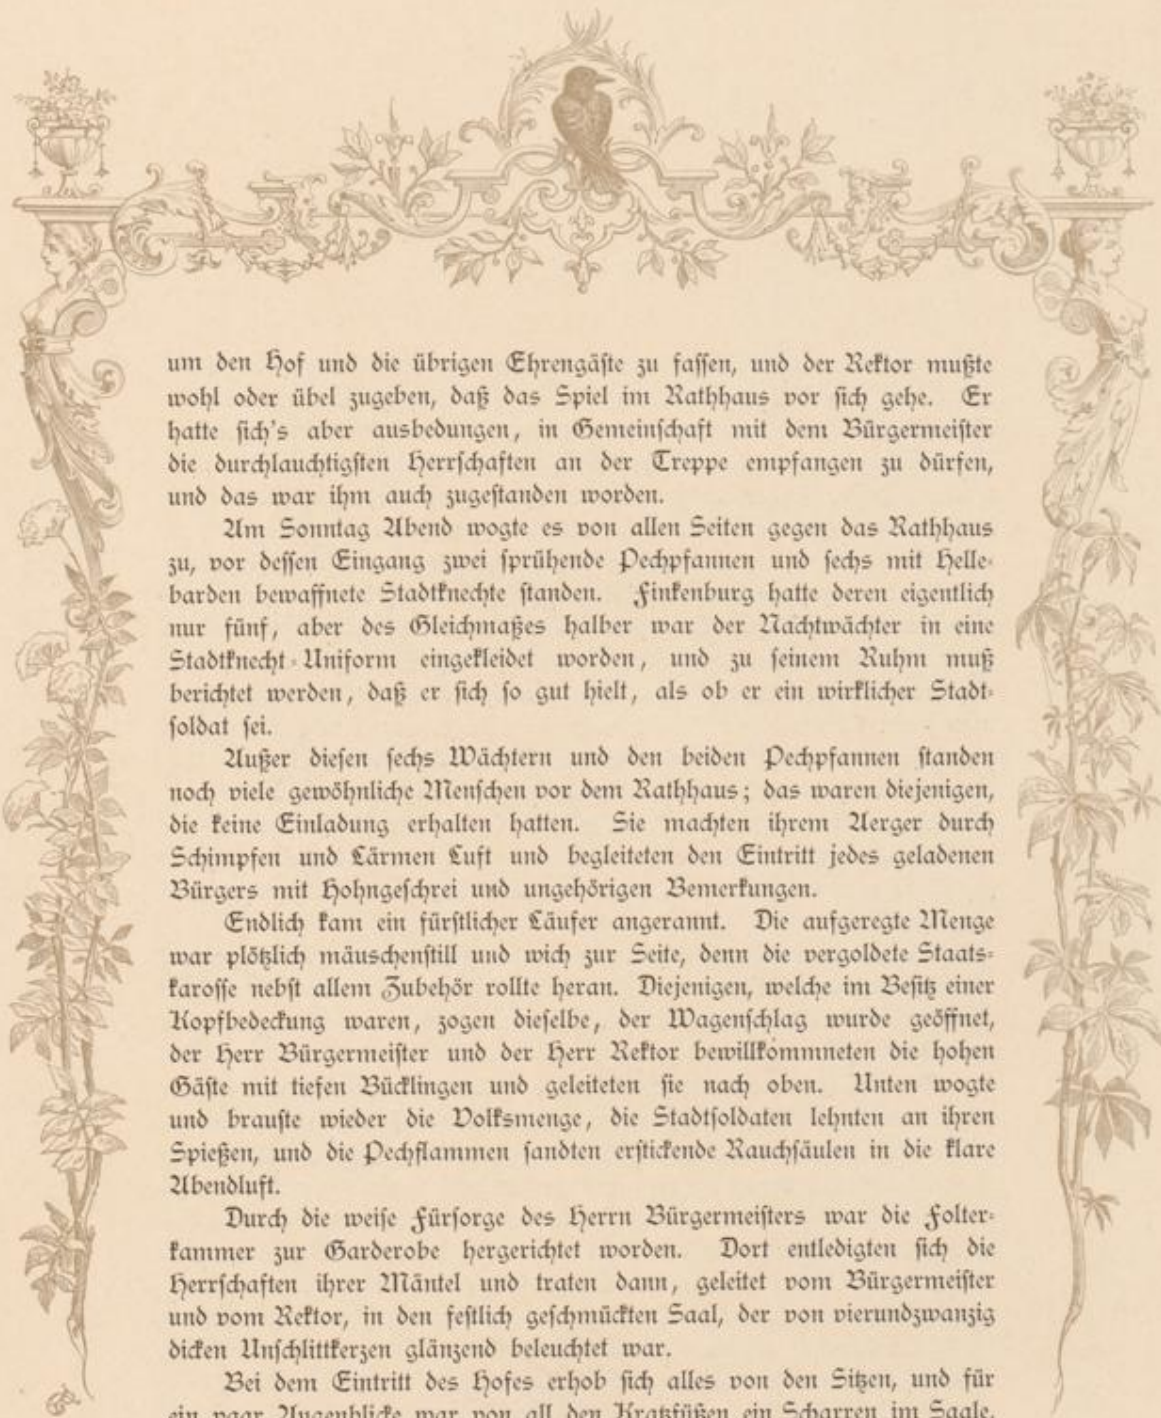 um den Hof und die übrigen Ehrengäste zu fassen, und der Rektor mußte
wohl oder übel zugeben, daß das Spiel im Rathhaus vor sich gehe. Er
hatte sich's aber ausbedungen, in Gemeinschaft mit dem Bürgermeister
die durchlauchtigsten Herrschaften an der Treppe empfangen zu dürfen,
und das war ihm auch zugestanden worden.
Am Sonntag Abend wogte es von allen Seiten gegen das Rathhaus
zu, vor dessen Eingang zwei sprühende Pechpfannen und sechs mit Helle-
barden bewaffnete Stadtknechte standen. Finkenburg hatte deren eigentlich
nur fünf, aber des Gleichmaßes halber war der Nachtwächter in eine
Stadtknecht-Uniform eingekleidet worden, und zu seinem Ruhm muß
berichtet werden, daß er sich so gut hielt, als ob er ein wirklicher Stadt-
soldat sei.
Außer diesen sechs Wächtern und den beiden Pechpfannen standen
noch viele gewöhnliche Menschen vor dem Rathhaus; das waren diejenigen,
die keine Einladung erhalten hatten. Sie machten ihrem Aerger durch
Schimpfen und Lärmen Luft und begleiteten den Eintritt jedes geladenen
Bürgers mit Hohngeschrei und ungehörigen Bemerkungen.
Endlich kam ein fürstlicher Läufer angerannt. Die aufgeregte Menge
war plötzlich mäuschenstill und wich zur Seite, denn die vergoldete Staats-
karosse nebst allem Zubehör rollte heran. Diejenigen, welche im Besitz einer
Kopfbedeckung waren, zogen dieselbe, der Wagenschlag wurde geöffnet,
der Herr Bürgermeister und der Herr Rektor bewillkommneten die hohen
Gäste mit tiefen Bücklingen und geleiteten sie nach oben. Unten wogte
und brauste wieder die Volksmenge, die Stadtsoldaten lehnten an ihren
Spießen, und die Pechflammen sandten erstickende Rauchsäulen in die klare
Abendluft.
Durch die weise Fürsorge des Herrn Bürgermeisters war die Folter-
kammer zur Garderobe hergerichtet worden. Dort entledigten sich die
Herrschaften ihrer Mäntel und traten dann, geleitet vom Bürgermeister
und vom Rektor, in den festlich geschmückten Saal, der von vierundzwanzig
dicken Unschlittkerzen glänzend beleuchtet war.
Bei dem Eintritt des Hofes erhob sich alles von den Sitzen, und für
ein paar Augenblicke war von all den Kratzfüßen ein Scharren im Saale,